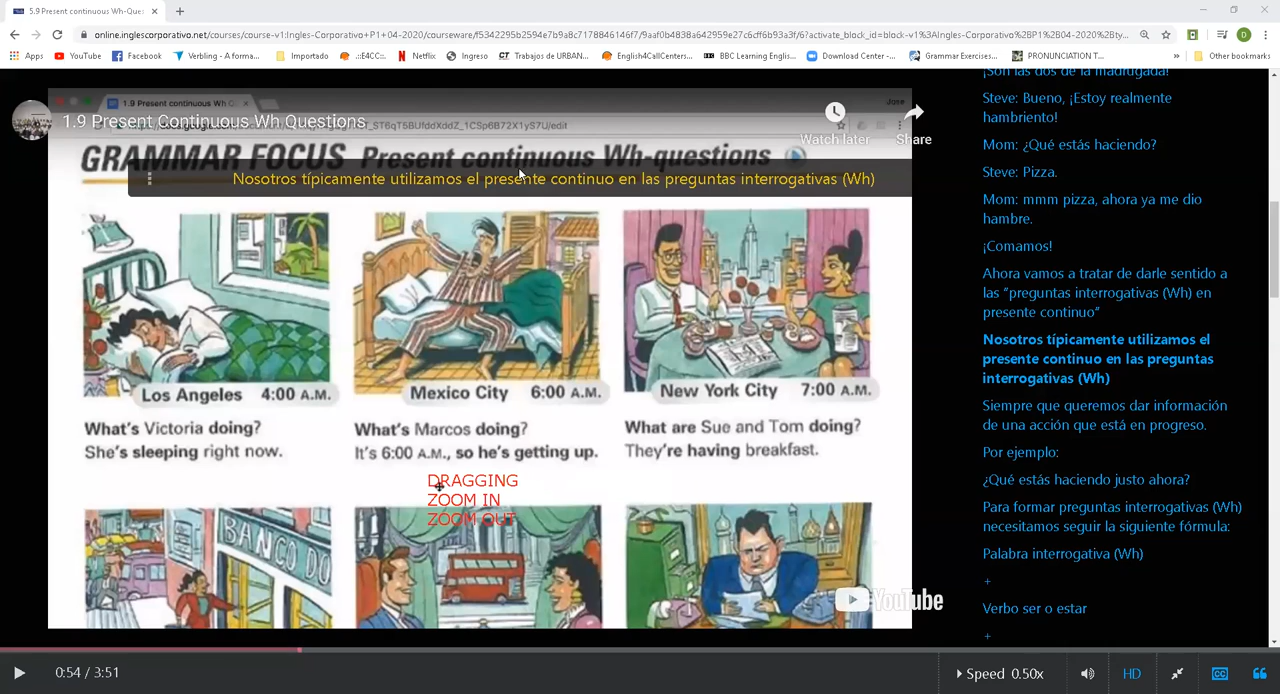 5.9 Present continuous Wh-Ques
online.inglescorporativo.net/courses/course-v1:Ingles-Corporativo+P1+04-2020/courseware/f5342295b2594e7b9a8c7178846146f7/9aaf0b4838a642959e27c6cff6b93a3f/6?activate_block_id=block-v1%3AIngles-Corporativo%2BP1%2B04-2020%2Bty...
D
Apps YouTube Facebook Verbling - A forma... Importado .::E4CC::. Netflix Ingreso Trabajos de URBAN... English4CallCenters... BBC Learning Englis... Download Center -... Grammar Exercises... PRONUNCIATION T... » Other bookmarks
1.9 Present Continuous Wh Q
Jose
1.9 Present Continuous Wh Questions
Watch later
Share
GRAMMAR FOCUS Present continuous Wh-questions
Nosotros típicamente utilizamos el presente continuo en las preguntas interrogativas (Wh)
Los Angeles 4:00 A.M.
Mexico City 6:00 A.M.
New York City 7:00 A.M.
What's Victoria doing?
She's sleeping right now.
What's Marcos doing?
It's 6:00 A.M., so he's getting up.
What are Sue and Tom doing?
They're having breakfast.
DRAGGING
ZOOM IN
ZOOM OUT
BANCO DO
YouTube
¡Son las dos de la madrugada!
Steve: Bueno, ¡Estoy realmente
hambriento!
Mom: ¿Qué estás haciendo?
Steve: Pizza.
Mom: mmm pizza, ahora ya me dio
hambre.
¡Comamos!
Ahora vamos a tratar de darle sentido a
las "preguntas interrogativas (Wh) en
presente continuo"
Nosotros típicamente utilizamos el
presente continuo en las preguntas
interrogativas (Wh)
Siempre que queremos dar información
de una acción que está en progreso.
Por ejemplo:
¿Qué estás haciendo justo ahora?
Para formar preguntas interrogativas (Wh)
necesitamos seguir la siguiente fórmula:
Palabra interrogativa (Wh)
+
Verbo ser o estar
+
0:54 / 3:51
Speed 0.50x
HD
CC